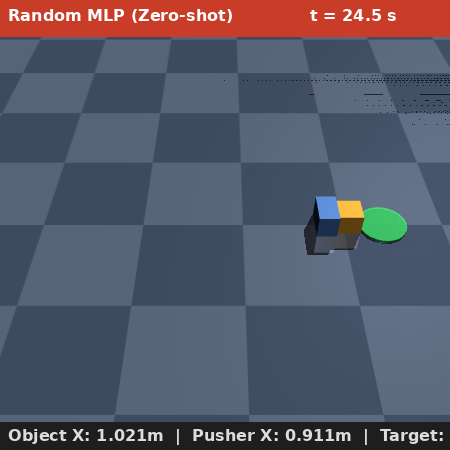 Random MLP (Zero-shot) t = 24.5 s
Object X: 1.021m | Pusher X: 0.911m | Target: